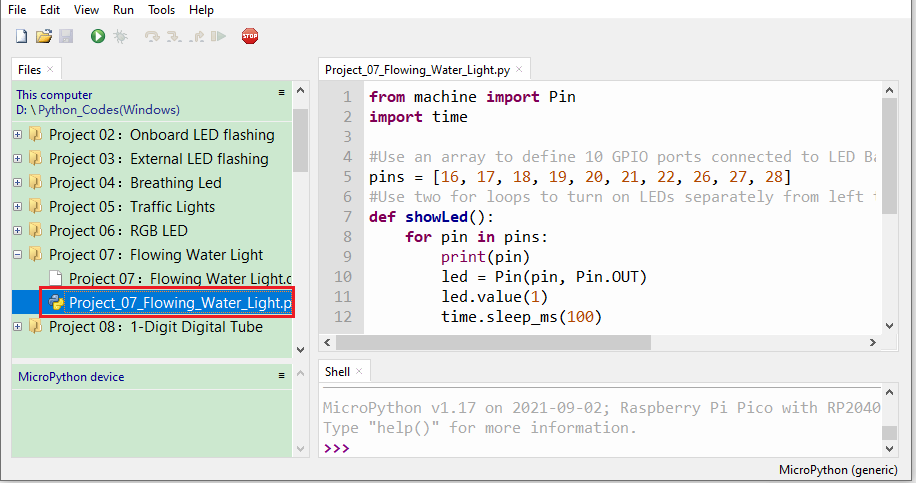 File Edit View Run Tools Help
STOP
Files ×
This computer
D: \Python_Codes(Windows)
Project 02：Onboard LED flashing
Project 03：External LED flashing
Project 04：Breathing Led
Project 05：Traffic Lights
Project 06：RGB LED
Project 07：Flowing Water Light
Project 07：Flowing Water Light.c
Project_07_Flowing_Water_Light.p
Project 08：1-Digit Digital Tube
MicroPython device
Project_07_Flowing_Water_Light.py ×
1 from machine import Pin
2 import time
3
4 #Use an array to define 10 GPIO ports connected to LED Ba
5 pins = [16, 17, 18, 19, 20, 21, 22, 26, 27, 28]
6 #Use two for loops to turn on LEDs separately from left t
7 def showLed():
8     for pin in pins:
9         print(pin)
10         led = Pin(pin, Pin.OUT)
11         led.value(1)
12         time.sleep_ms(100)
Shell ×
MicroPython v1.17 on 2021-09-02; Raspberry Pi Pico with RP2040
Type "help()" for more information.
>>>
MicroPython (generic)